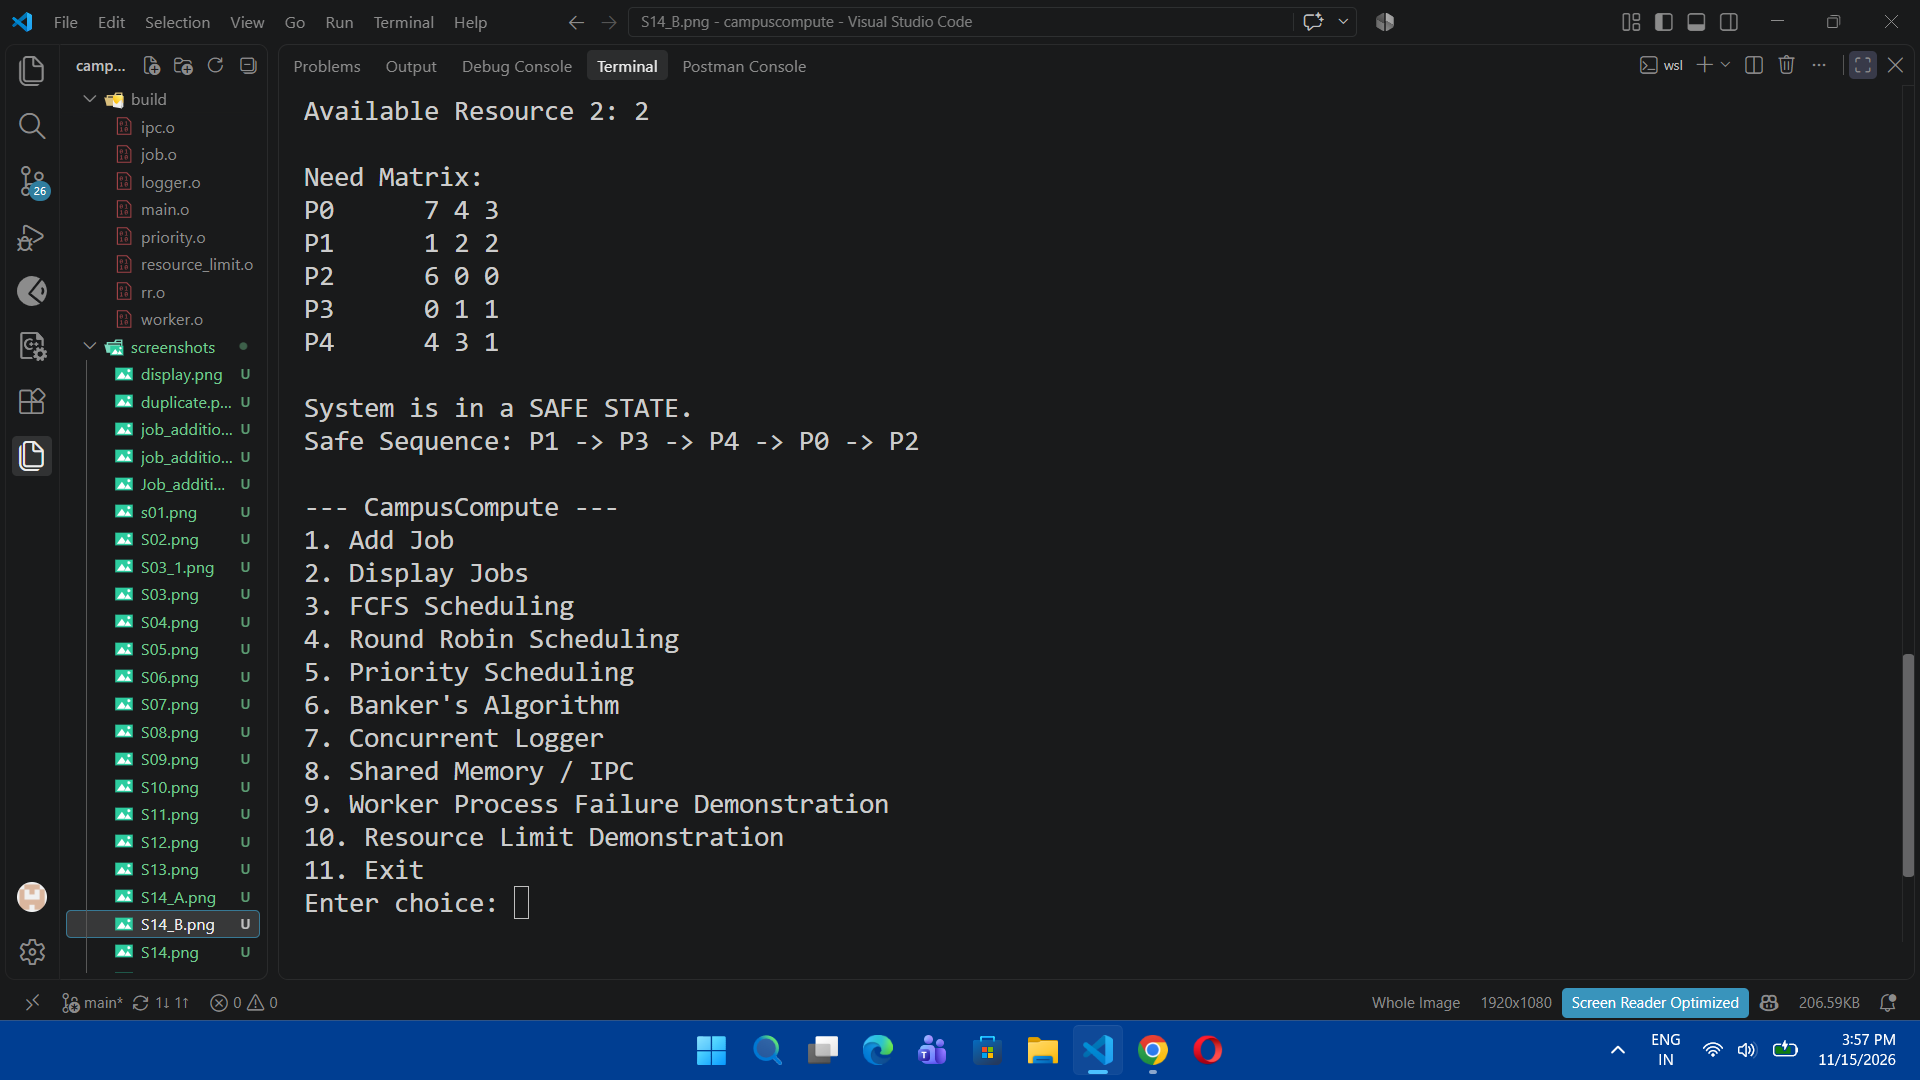 File Edit Selection View Go Run Terminal Help
S14_B.png - campuscompute - Visual Studio Code
camp...
build
ipc.o
job.o
logger.o
main.o
priority.o
resource_limit.o
rr.o
worker.o
screenshots
display.png U
duplicate.p... U
job_additio... U
job_additio... U
Job_additi... U
s01.png U
S02.png U
S03_1.png U
S03.png U
S04.png U
S05.png U
S06.png U
S07.png U
S08.png U
S09.png U
S10.png U
S11.png U
S12.png U
S13.png U
S14_A.png U
S14_B.png U
S14.png U
26
Problems Output Debug Console Terminal Postman Console
wsl
Available Resource 2: 2
Need Matrix:
P0 7 4 3
P1 1 2 2
P2 6 0 0
P3 0 1 1
P4 4 3 1
System is in a SAFE STATE.
Safe Sequence: P1 -> P3 -> P4 -> P0 -> P2
--- CampusCompute ---
1. Add Job
2. Display Jobs
3. FCFS Scheduling
4. Round Robin Scheduling
5. Priority Scheduling
6. Banker's Algorithm
7. Concurrent Logger
8. Shared Memory / IPC
9. Worker Process Failure Demonstration
10. Resource Limit Demonstration
11. Exit
Enter choice:
main* 1↓ 1↑ 0 0
Whole Image 1920x1080 Screen Reader Optimized 206.59KB
ENG
IN
3:57 PM
11/15/2026